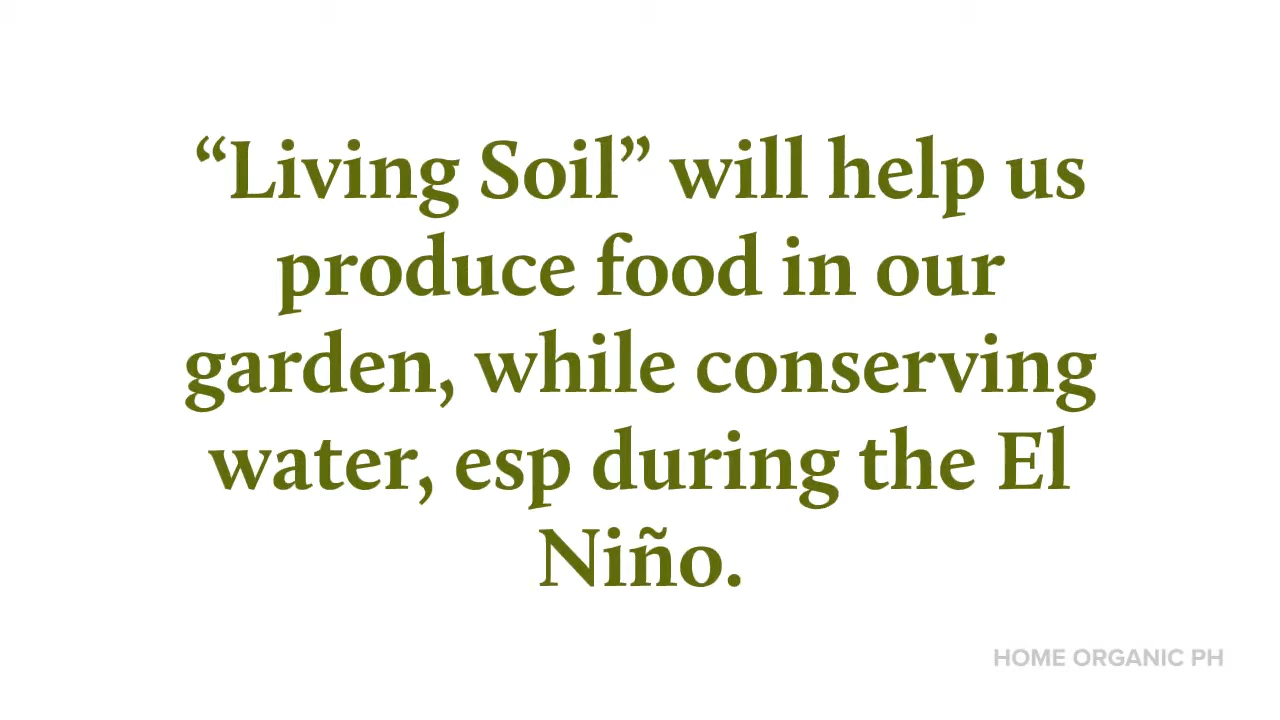 “Living Soil” will help us
produce food in our
garden, while conserving
water, esp during the El
Niño.
HOME ORGANIC PH